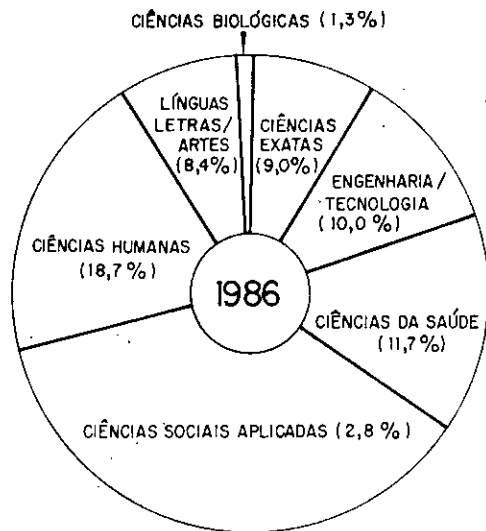 CIÊNCIAS BIOLÓGICAS (1,3%)
LÍNGUAS
LETRAS/
ARTES
(8,4%)
CIÊNCIAS
EXATAS
(9,0%)
ENGENHARIA/
TECNOLOGIA
(10,0%)
CIÊNCIAS HUMANAS
(18,7%)
1986
CIÊNCIAS DA SAÚDE
(11,7%)
CIÊNCIAS SOCIAIS APLICADAS (2,8%)